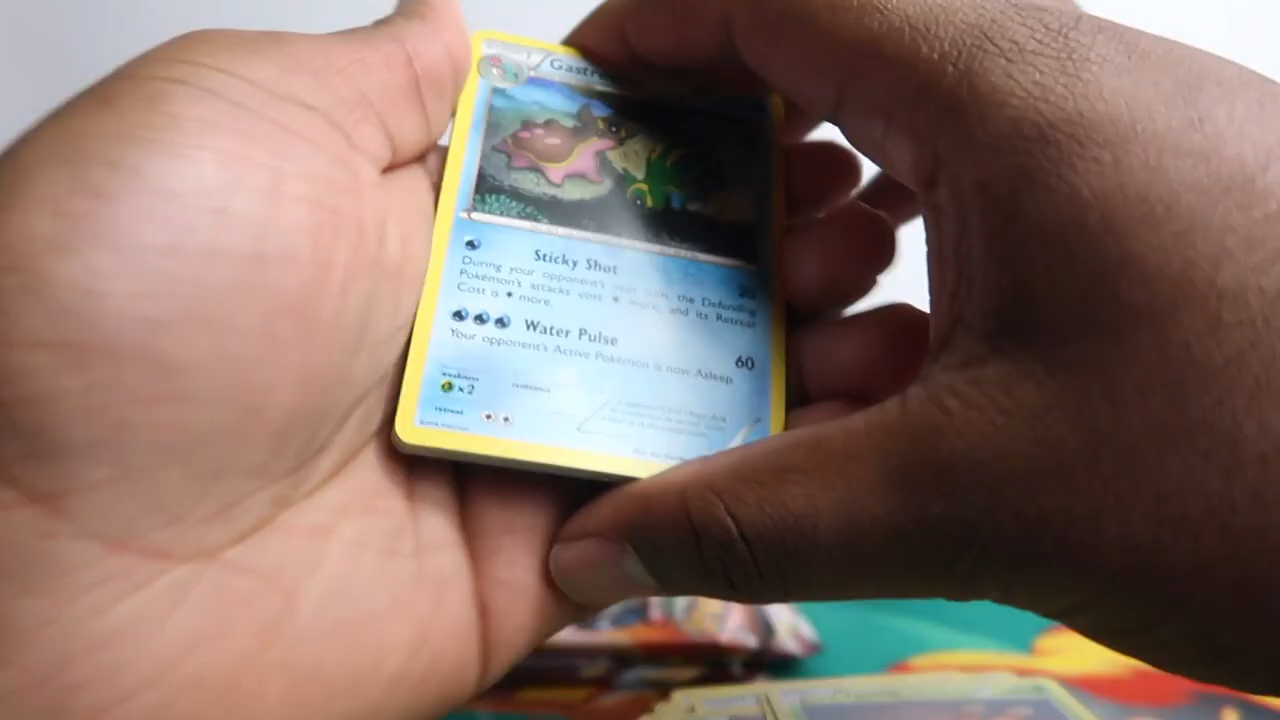 Sticky Shot
During your opponent's next turn, the Defending
Pokémon's attacks cost more, and its Retreat
Cost is more.
Water Pulse
60
Your opponent's Active Pokémon is now Asleep.
weakness
x2
resistance
retreat